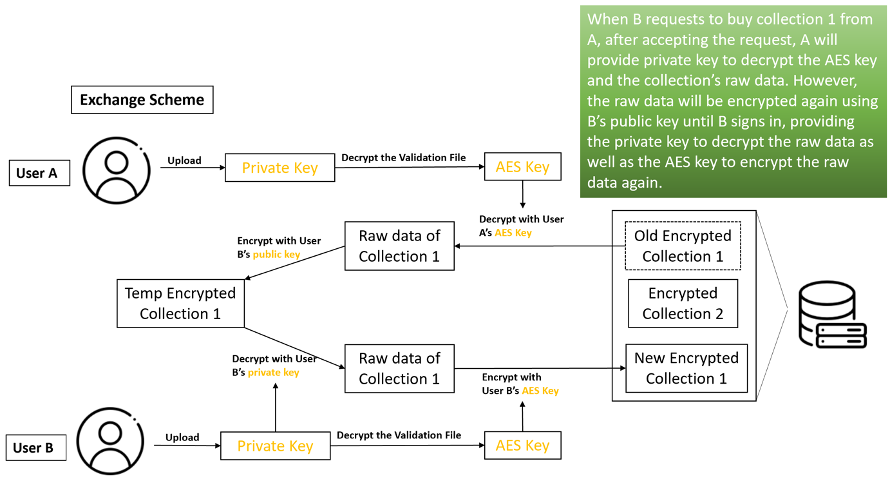 When B requests to buy collection 1 from
A, after accepting the request, A will
provide private key to decrypt the AES key
and the collection's raw data. However,
the raw data will be encrypted again using
B's public key until B signs in, providing
the private key to decrypt the raw data as
well as the AES key to encrypt the raw
data again.
Exchange Scheme
User A
Upload
Private Key
Decrypt the Validation File
AES Key
Decrypt with User
A's AES Key
Encrypt with User
B's public key
Raw data of
Collection 1
Old Encrypted
Collection 1
Temp Encrypted
Collection 1
Encrypted
Collection 2
Decrypt with User
B's private key
Raw data of
Collection 1
Encrypt with
User B's AES Key
New Encrypted
Collection 1
User B
Upload
Private Key
Decrypt the Validation File
AES Key